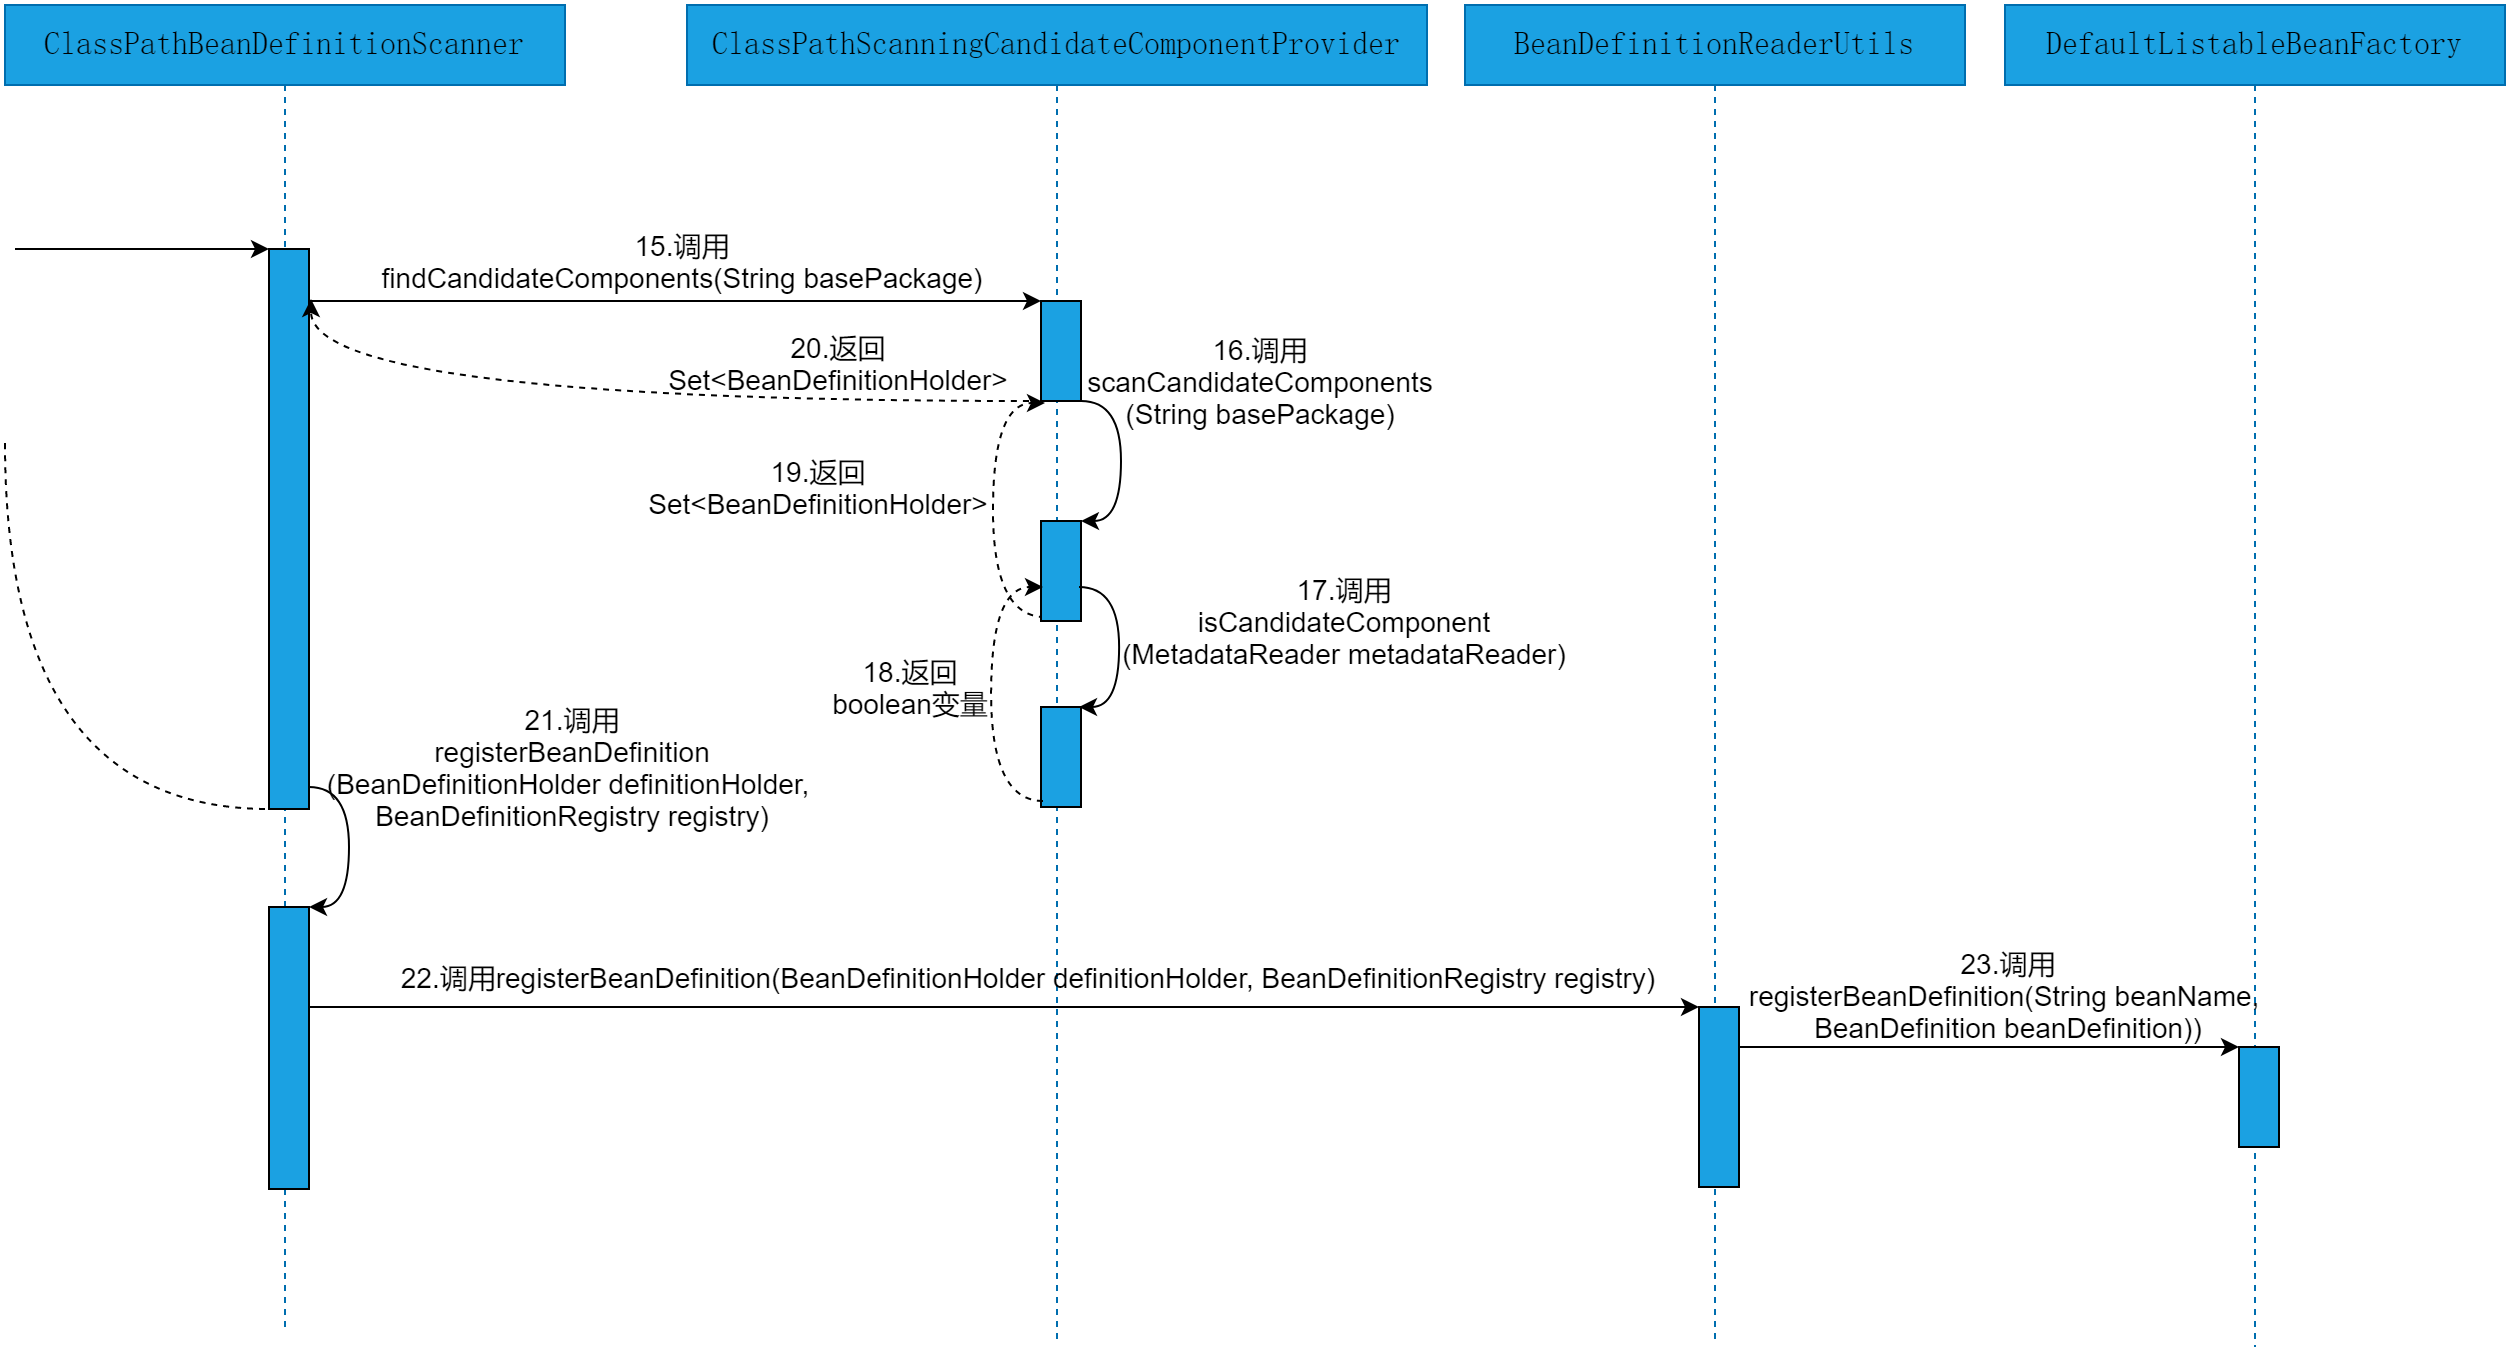 ClassPathBeanDefinitionScanner
ClassPathScanningCandidateComponentProvider
BeanDefinitionReaderUtils
DefaultListableBeanFactory
15.调用
findCandidateComponents(String basePackage)
20.返回
Set<BeanDefinitionHolder>
16.调用
scanCandidateComponents
(String basePackage)
19.返回
Set<BeanDefinitionHolder>
17.调用
isCandidateComponent
(MetadataReader metadataReader)
18.返回
boolean变量
21.调用
registerBeanDefinition
(BeanDefinitionHolder definitionHolder,
BeanDefinitionRegistry registry)
22.调用registerBeanDefinition(BeanDefinitionHolder definitionHolder, BeanDefinitionRegistry registry)
23.调用
registerBeanDefinition(String beanName,
BeanDefinition beanDefinition))